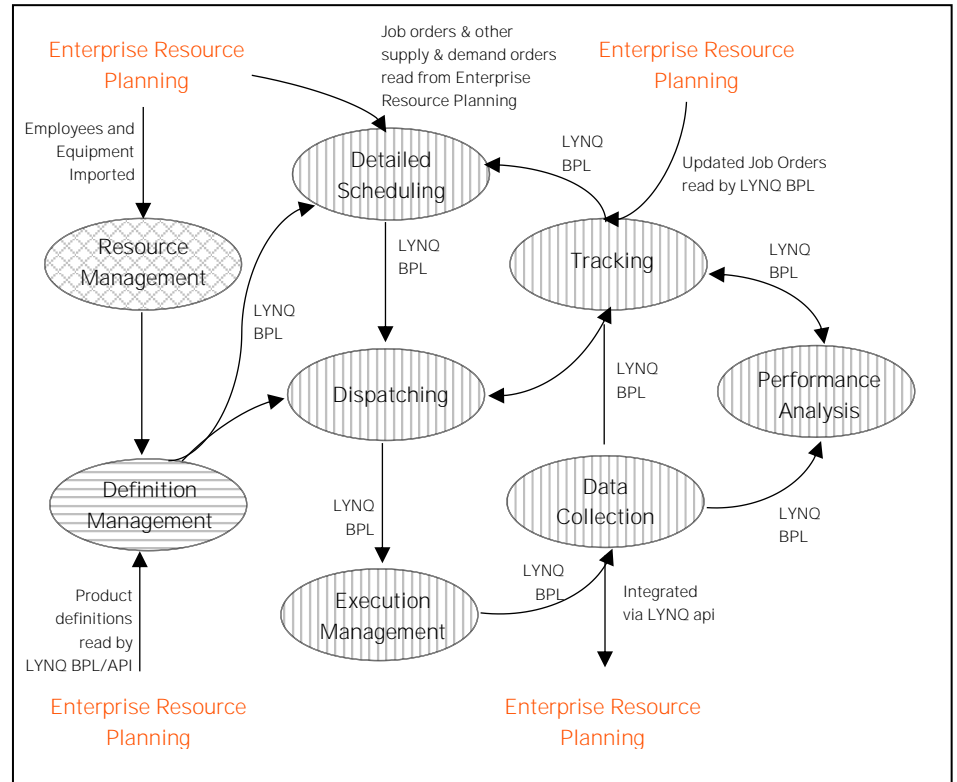 Enterprise Resource
Planning
Job orders & other
supply & demand orders
read from Enterprise
Resource Planning
Enterprise Resource
Planning
Employees and
Equipment
Imported
Detailed
Scheduling
LYNQ
BPL
Updated Job Orders
read by LYNQ BPL
Resource
Management
LYNQ
BPL
Tracking
LYNQ
BPL
LYNQ
BPL
Dispatching
LYNQ
BPL
Performance
Analysis
Definition
Management
LYNQ
BPL
Data
Collection
LYNQ
BPL
Product
definitions
read by
LYNQ BPL/API
Execution
Management
LYNQ
BPL
Integrated
via LYNQ api
Enterprise Resource
Planning
Enterprise Resource
Planning